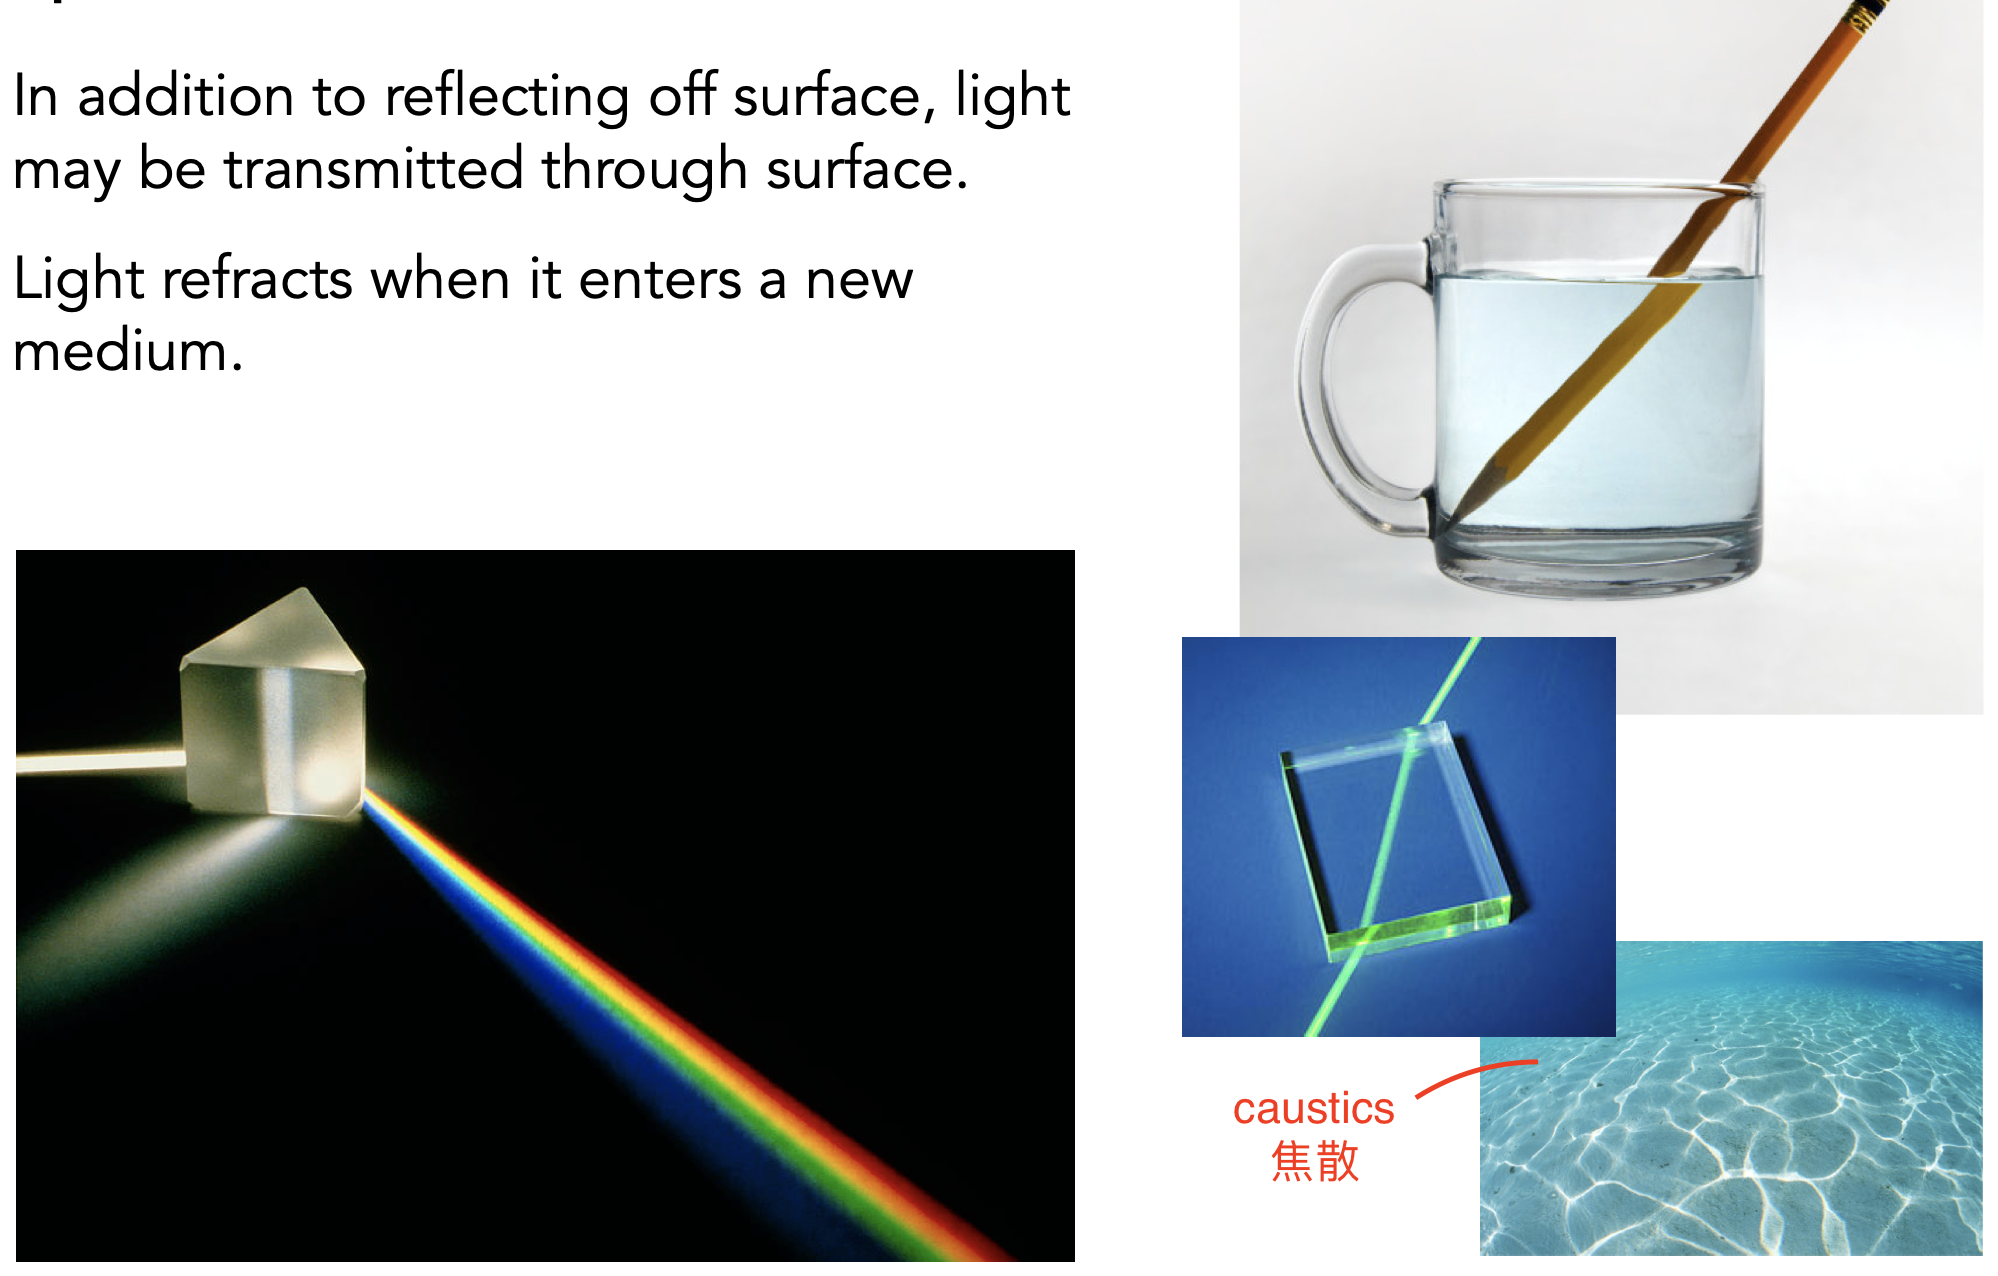 In addition to reflecting off surface, light
may be transmitted through surface.
Light refracts when it enters a new
medium.
caustics
焦散